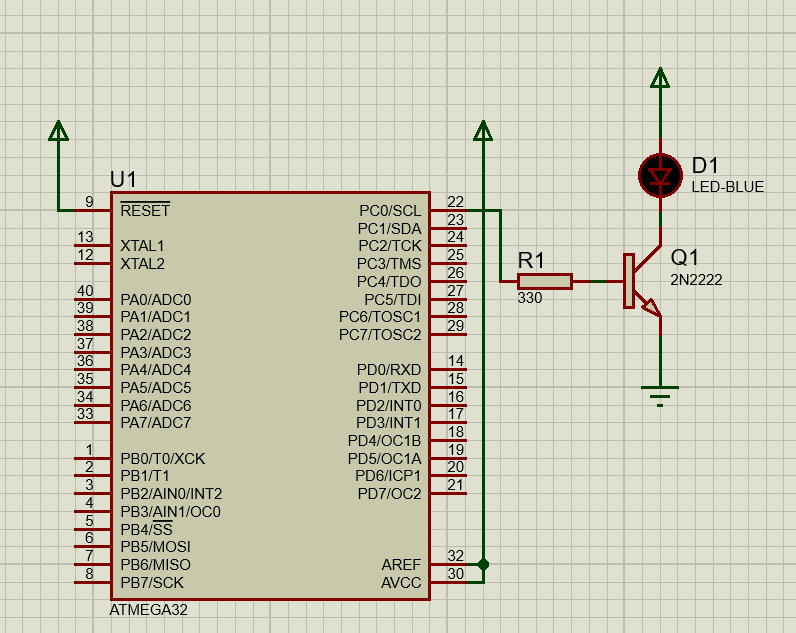 U1
9 RESET PC0/SCL 22
PC1/SDA 23
13 XTAL1 PC2/TCK 24
12 XTAL2 PC3/TMS 25
PC4/TDO 26
40 PA0/ADC0 PC5/TDI 27
39 PA1/ADC1 PC6/TOSC1 28
38 PA2/ADC2 PC7/TOSC2 29
37 PA3/ADC3
36 PA4/ADC4 PD0/RXD 14
35 PA5/ADC5 PD1/TXD 15
34 PA6/ADC6 PD2/INT0 16
33 PA7/ADC7 PD3/INT1 17
PD4/OC1B 18
1 PB0/T0/XCK PD5/OC1A 19
2 PB1/T1 PD6/ICP1 20
3 PB2/AIN0/INT2 PD7/OC2 21
4 PB3/AIN1/OC0
5 PB4/SS
6 PB5/MOSI
7 PB6/MISO AREF 32
8 PB7/SCK AVCC 30
ATMEGA32
R1
330
D1
LED-BLUE
Q1
2N2222